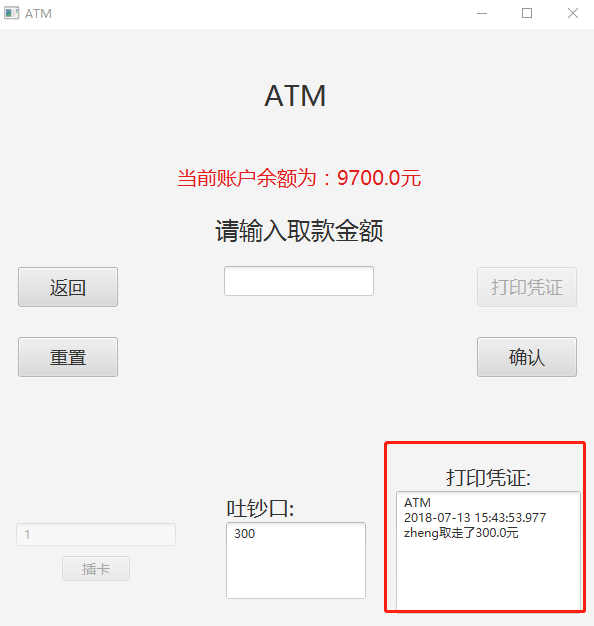 ATM
ATM
当前账户余额为：9700.0元
请输入取款金额
返回
打印凭证
重置
确认
打印凭证:
吐钞口:
ATM
2018-07-13 15:43:53.977
zheng取走了300.0元
300
1
插卡